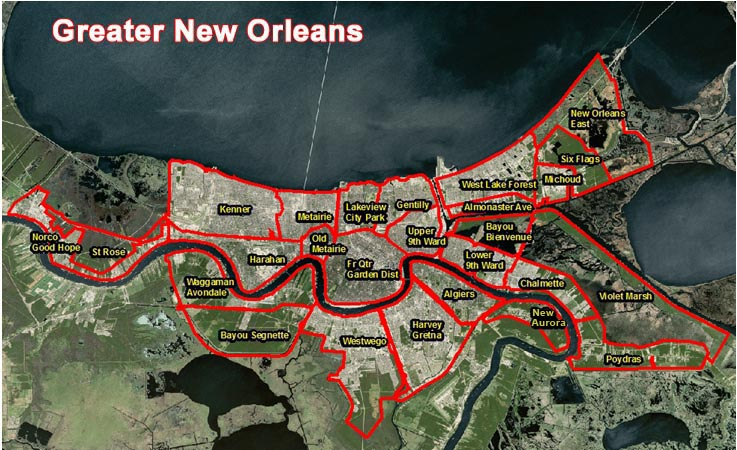 Greater New Orleans
New Orleans
East
Six Flags
West Lake Forest
Michoud
Kenner
Metairie
Lakeview
City Park
Gentilly
Almonaster Ave
Upper
9th Ward
Bayou
Bienvenue
Norco
Good Hope
St Rose
Harahan
Old
Metairie
Fr Qtr
Garden Dist
Lower
9th Ward
Waggaman
Avondale
Algiers
Chalmette
Violet Marsh
Bayou Segnette
Westwego
Harvey
Gretna
New
Aurora
Poydras